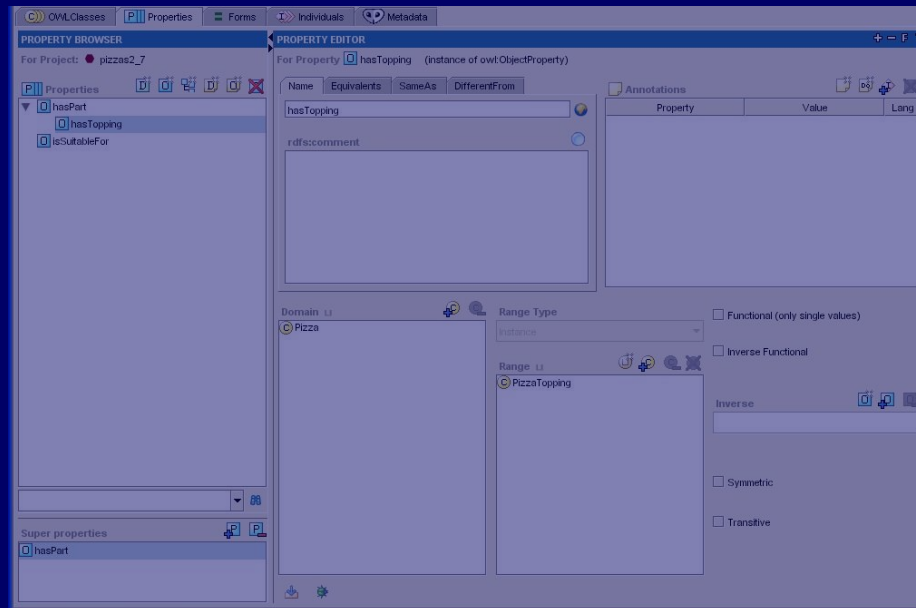 OWLClasses Properties Forms Individuals Metadata
PROPERTY BROWSER
For Project: pizzas2_7
Properties
hasPart
hasTopping
isSuitableFor
Super properties
hasPart
PROPERTY EDITOR
For Property hasTopping (instance of owl:ObjectProperty)
Name Equivalents SameAs DifferentFrom
hasTopping
rdfs:comment
Annotations
Property Value Lang
Domain
Pizza
Range Type
Instance
Range
PizzaTopping
Functional (only single values)
Inverse Functional
Inverse
Symmetric
Transitive